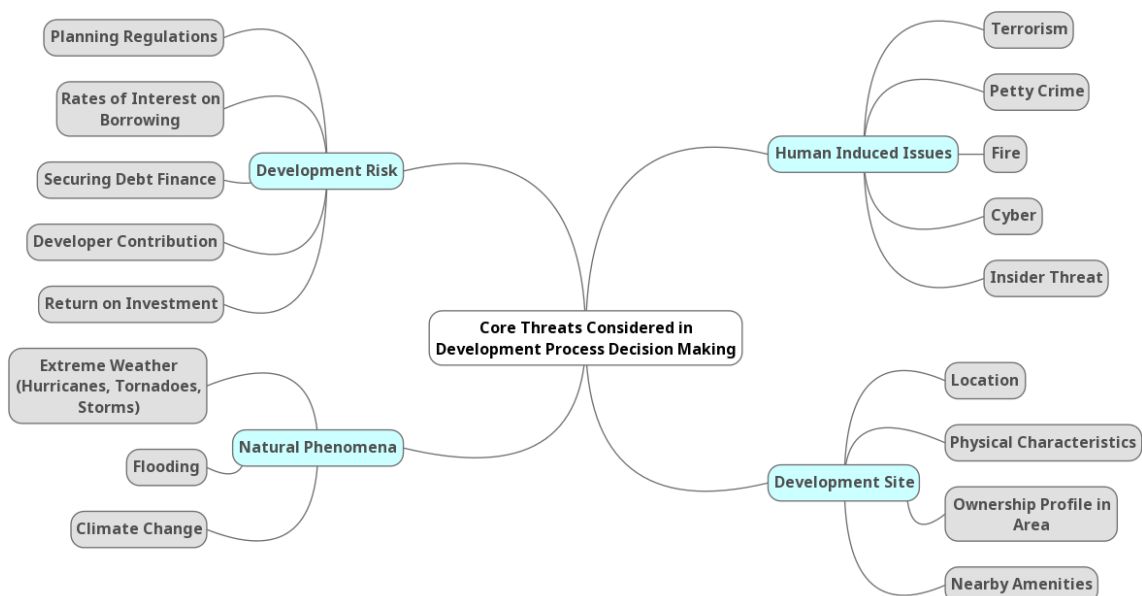 Planning Regulations
Rates of Interest on
Borrowing
Securing Debt Finance
Developer Contribution
Return on Investment
Development Risk
Extreme Weather
(Hurricanes, Tornadoes,
Storms)
Flooding
Climate Change
Natural Phenomena
Core Threats Considered in
Development Process Decision Making
Human Induced Issues
Terrorism
Petty Crime
Fire
Cyber
Insider Threat
Development Site
Location
Physical Characteristics
Ownership Profile in
Area
Nearby Amenities